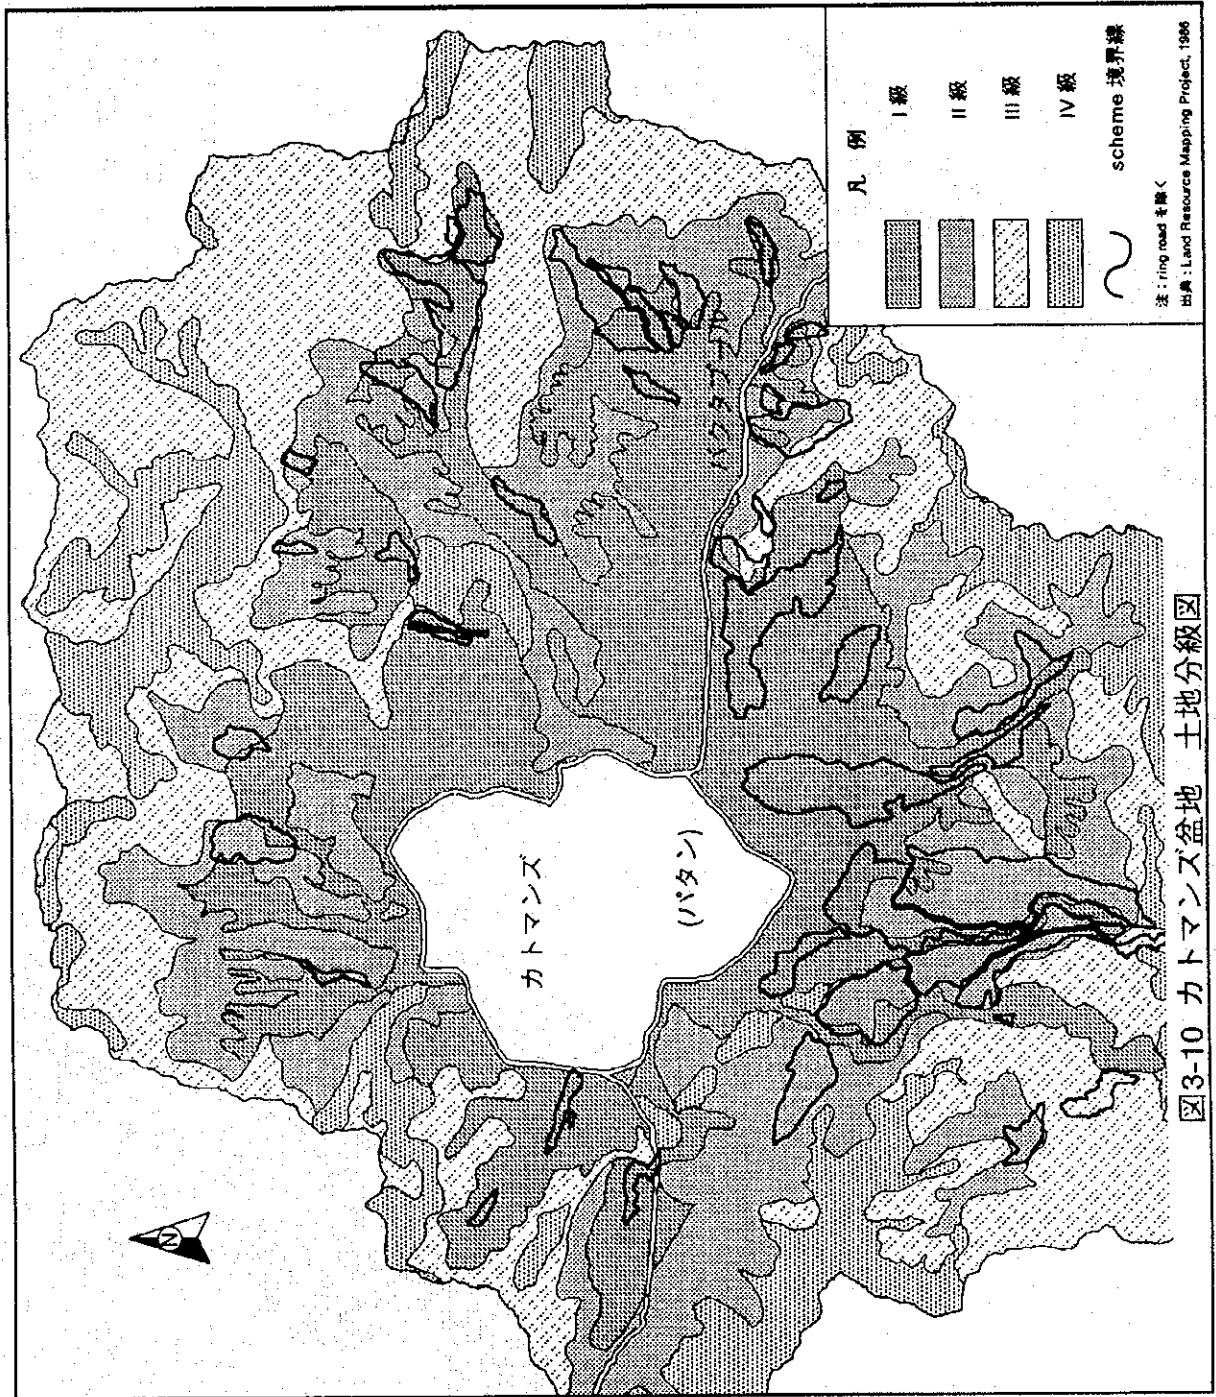 カトマンズ
(パタン)
バクタプール
N
凡 例
I 級
II 級
III 級
IV 級
scheme 境界線
注：ring road を除く
出典：Land Resource Mapping Project, 1986
図3-10 カトマンズ盆地 土地分級図